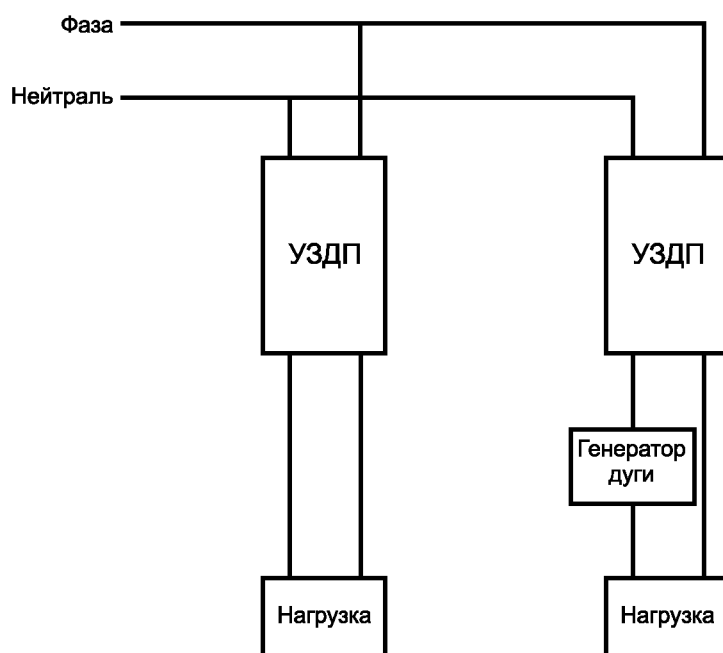 Фаза
Нейтраль
УЗДП
УЗДП
Генератор
дуги
Нагрузка
Нагрузка